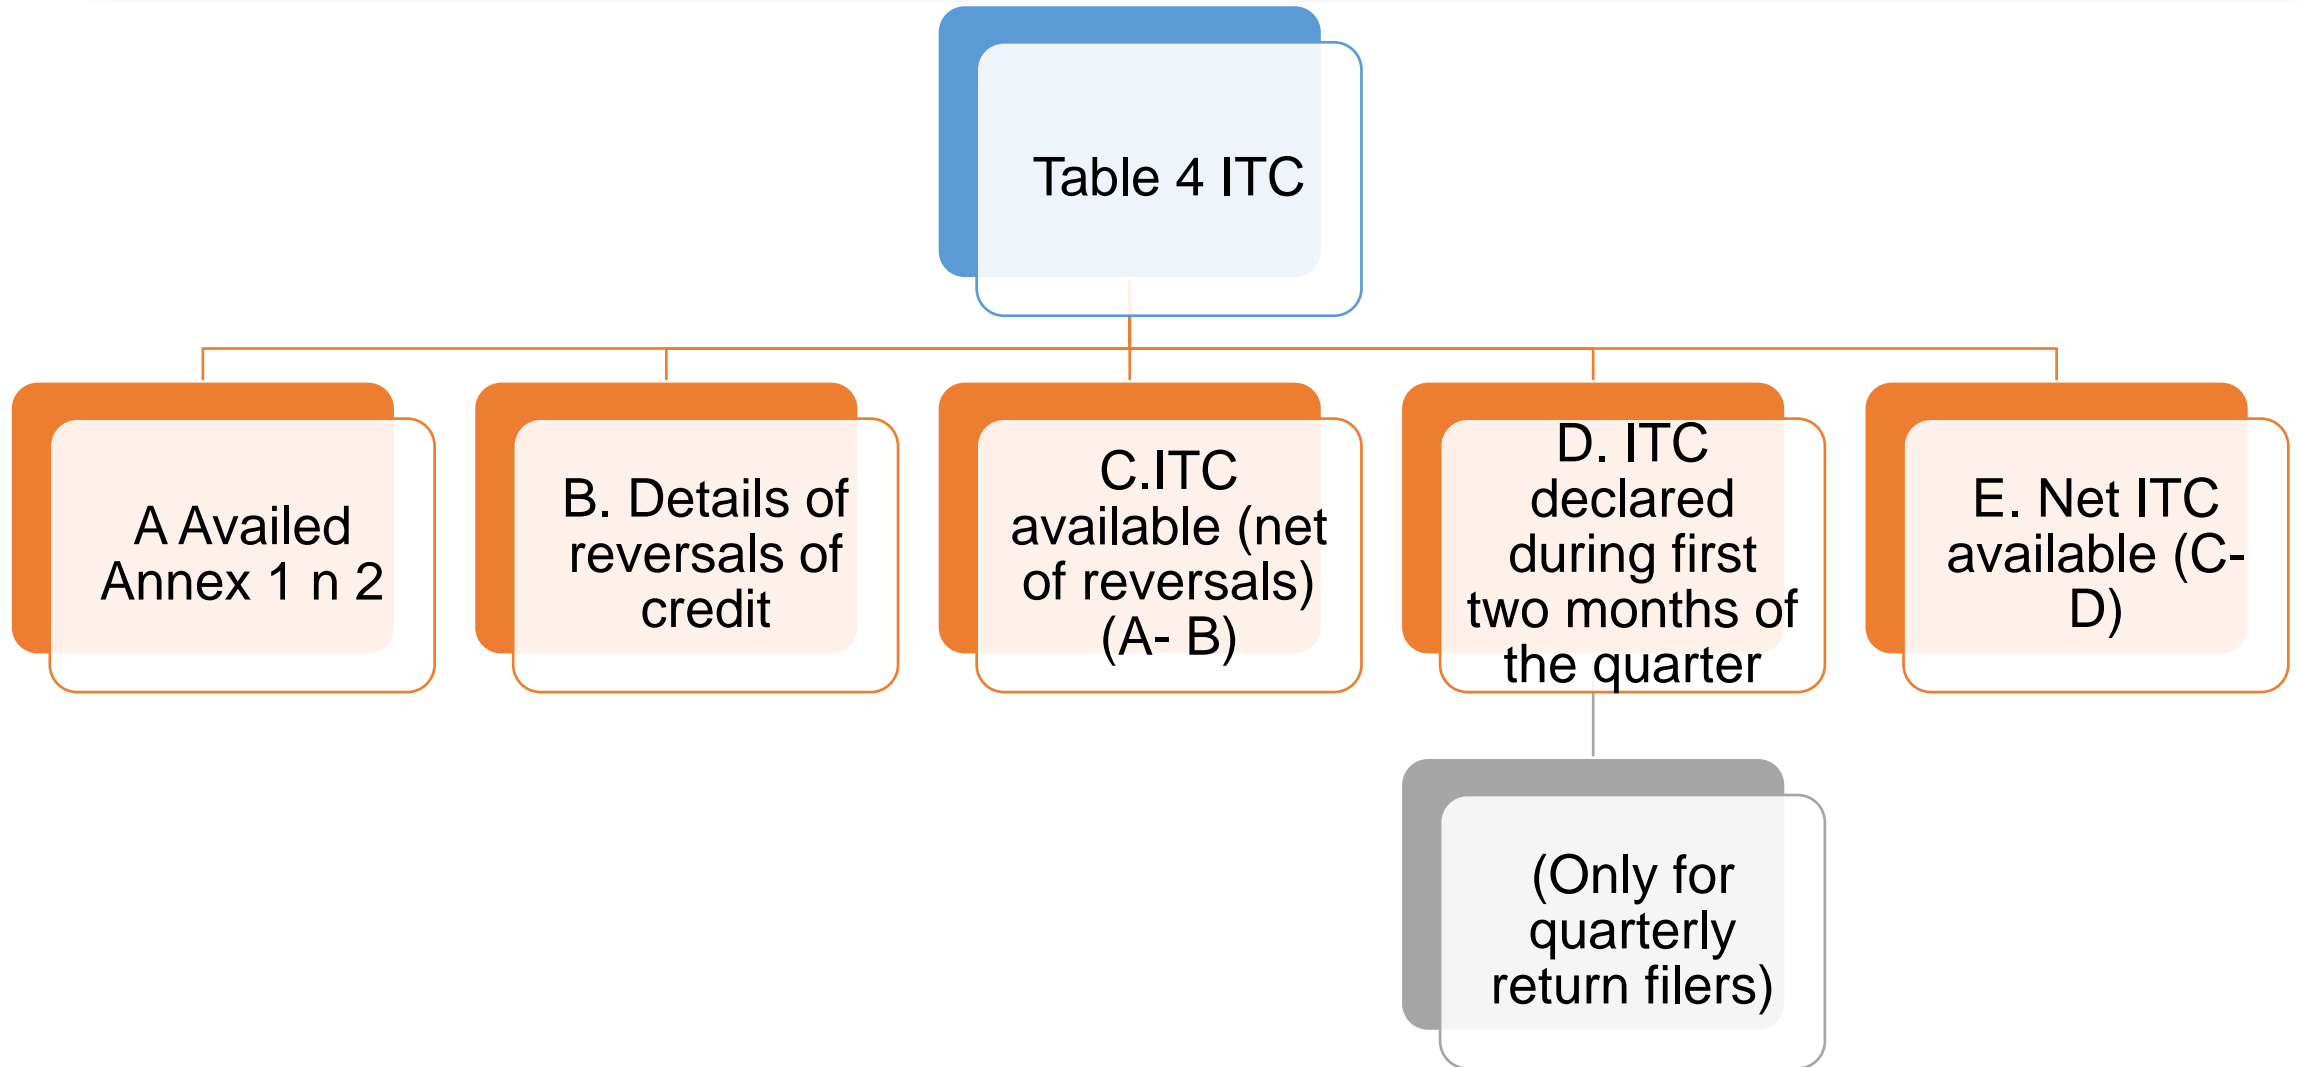 Table 4 ITC
A Availed
Annex 1 n 2
B. Details of
reversals of
credit
C.ITC
available (net
of reversals)
(A- B)
D. ITC
declared
during first
two months of
the quarter
E. Net ITC
available (C-
D)
(Only for
quarterly
return filers)